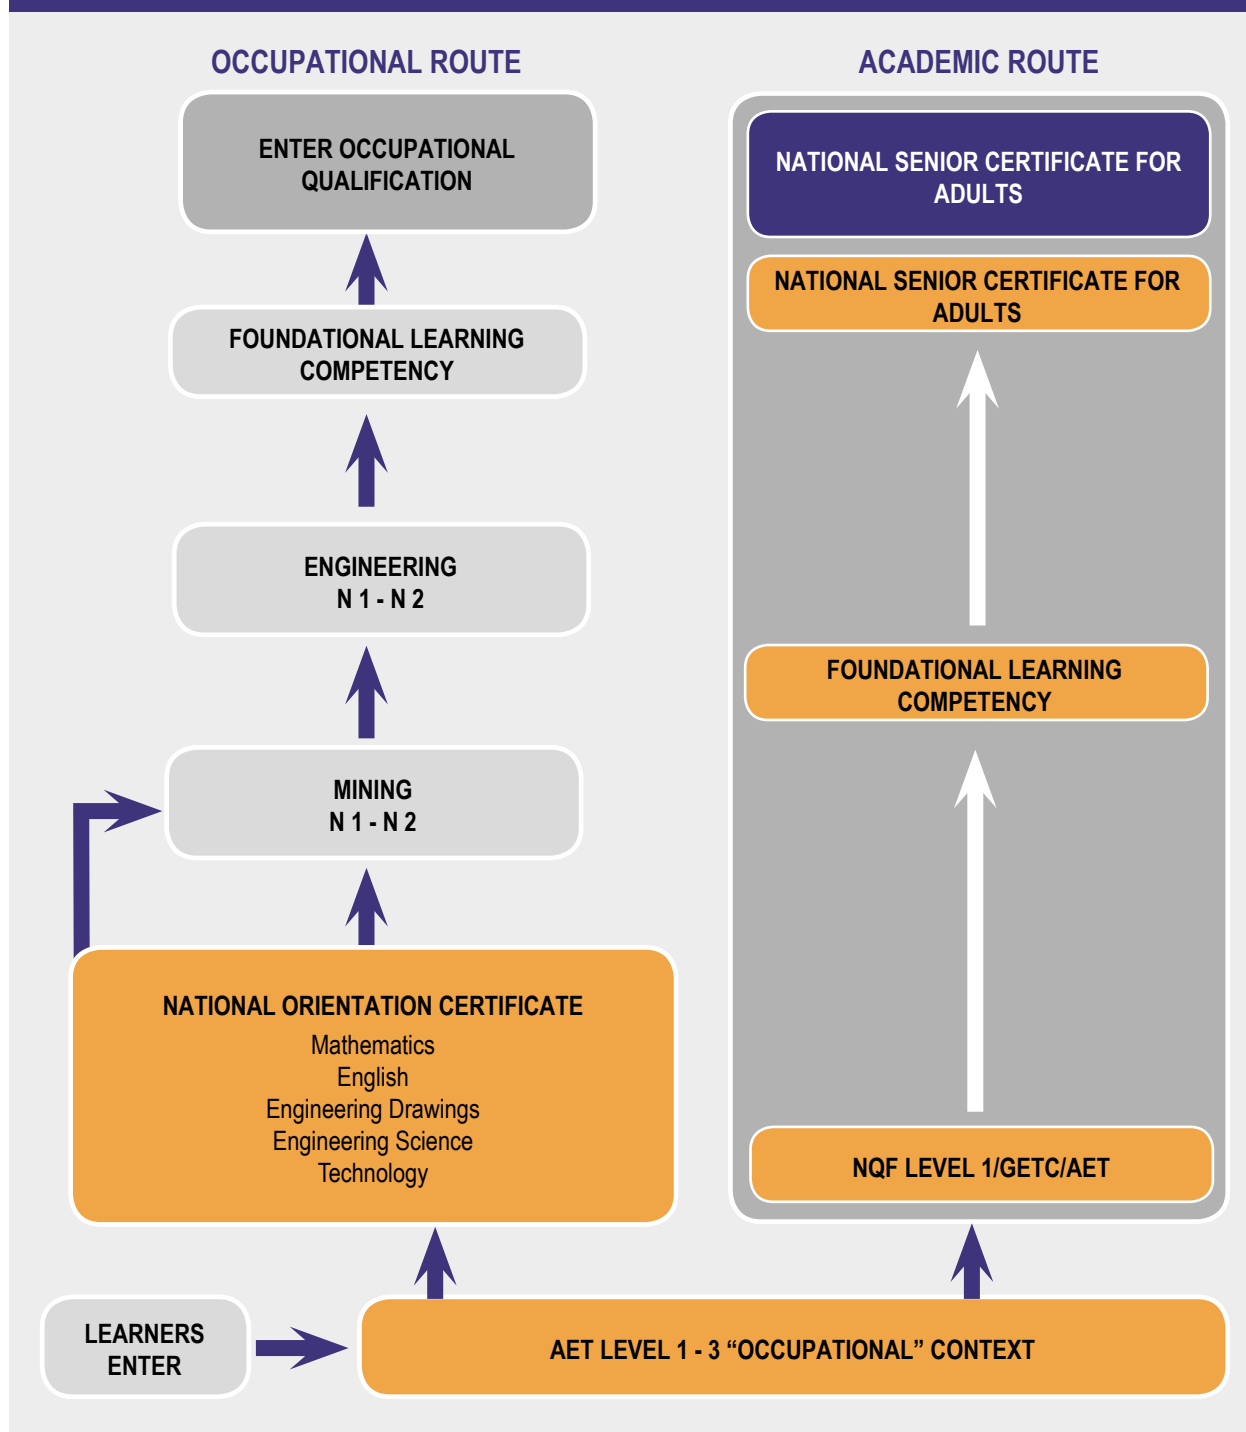 OCCUPATIONAL ROUTE
ENTER OCCUPATIONAL
QUALIFICATION
FOUNDATIONAL LEARNING
COMPETENCY
ENGINEERING
N 1 - N 2
MINING
N 1 - N 2
NATIONAL ORIENTATION CERTIFICATE
Mathematics
English
Engineering Drawings
Engineering Science
Technology
ACADEMIC ROUTE
NATIONAL SENIOR CERTIFICATE FOR
ADULTS
NATIONAL SENIOR CERTIFICATE FOR
ADULTS
FOUNDATIONAL LEARNING
COMPETENCY
NQF LEVEL 1/GETC/AET
LEARNERS
ENTER
AET LEVEL 1 - 3 “OCCUPATIONAL” CONTEXT